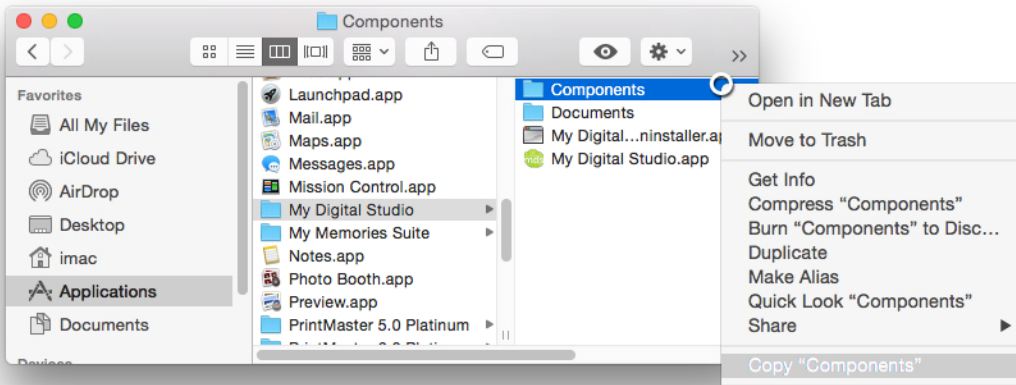 Components
Favorites
All My Files
iCloud Drive
AirDrop
Desktop
imac
Applications
Documents
Launchpad.app
Mail.app
Maps.app
Messages.app
Mission Control.app
My Digital Studio
My Memories Suite
Notes.app
Photo Booth.app
Preview.app
PrintMaster 5.0 Platinum
Components
Documents
My Digital...ninstaller.ap
mds
My Digital Studio.app
Open in New Tab
Move to Trash
Get Info
Compress “Components”
Burn “Components” to Disc...
Duplicate
Make Alias
Quick Look “Components”
Share
Copy “Components”